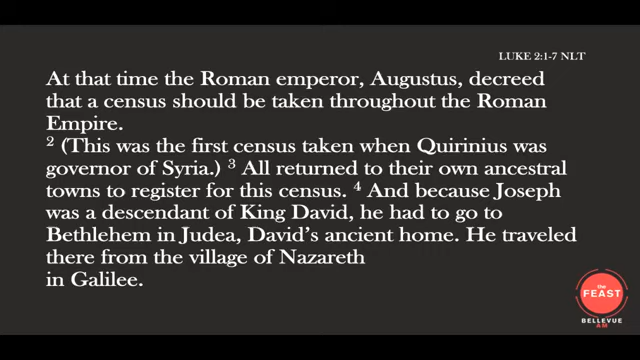 LUKE 2:1-7 NLT
At that time the Roman emperor, Augustus, decreed
that a census should be taken throughout the Roman
Empire.
2 (This was the first census taken when Quirinius was
governor of Syria.) 3 All returned to their own ancestral
towns to register for this census. 4 And because Joseph
was a descendant of King David, he had to go to
Bethlehem in Judea, David's ancient home. He traveled
there from the village of Nazareth
in Galilee.
the
FEAST
BELLEVUE
AM